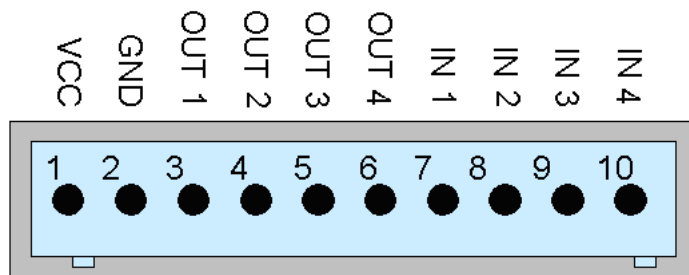 VCC GND OUT 1 OUT 2 OUT 3 OUT 4 IN 1 IN 2 IN 3 IN 4
1 2 3 4 5 6 7 8 9 10